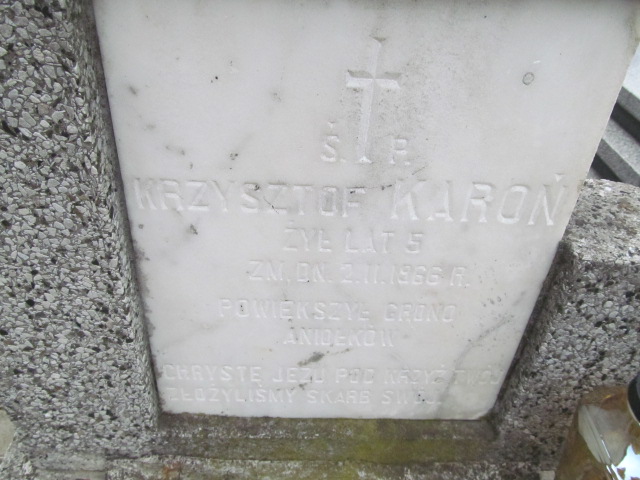 Ś. P.
KRZYSZTOF KAROŃ
ŻYŁ LAT 5
ZM. DN. 2.II.1966 R.
POWIĘKSZYŁ GRONO
ANIOŁKÓW
CHRYSTE JEZU POD KRZYŻ TWÓJ
ZŁOŻYLIŚMY SKARB SWÓJ